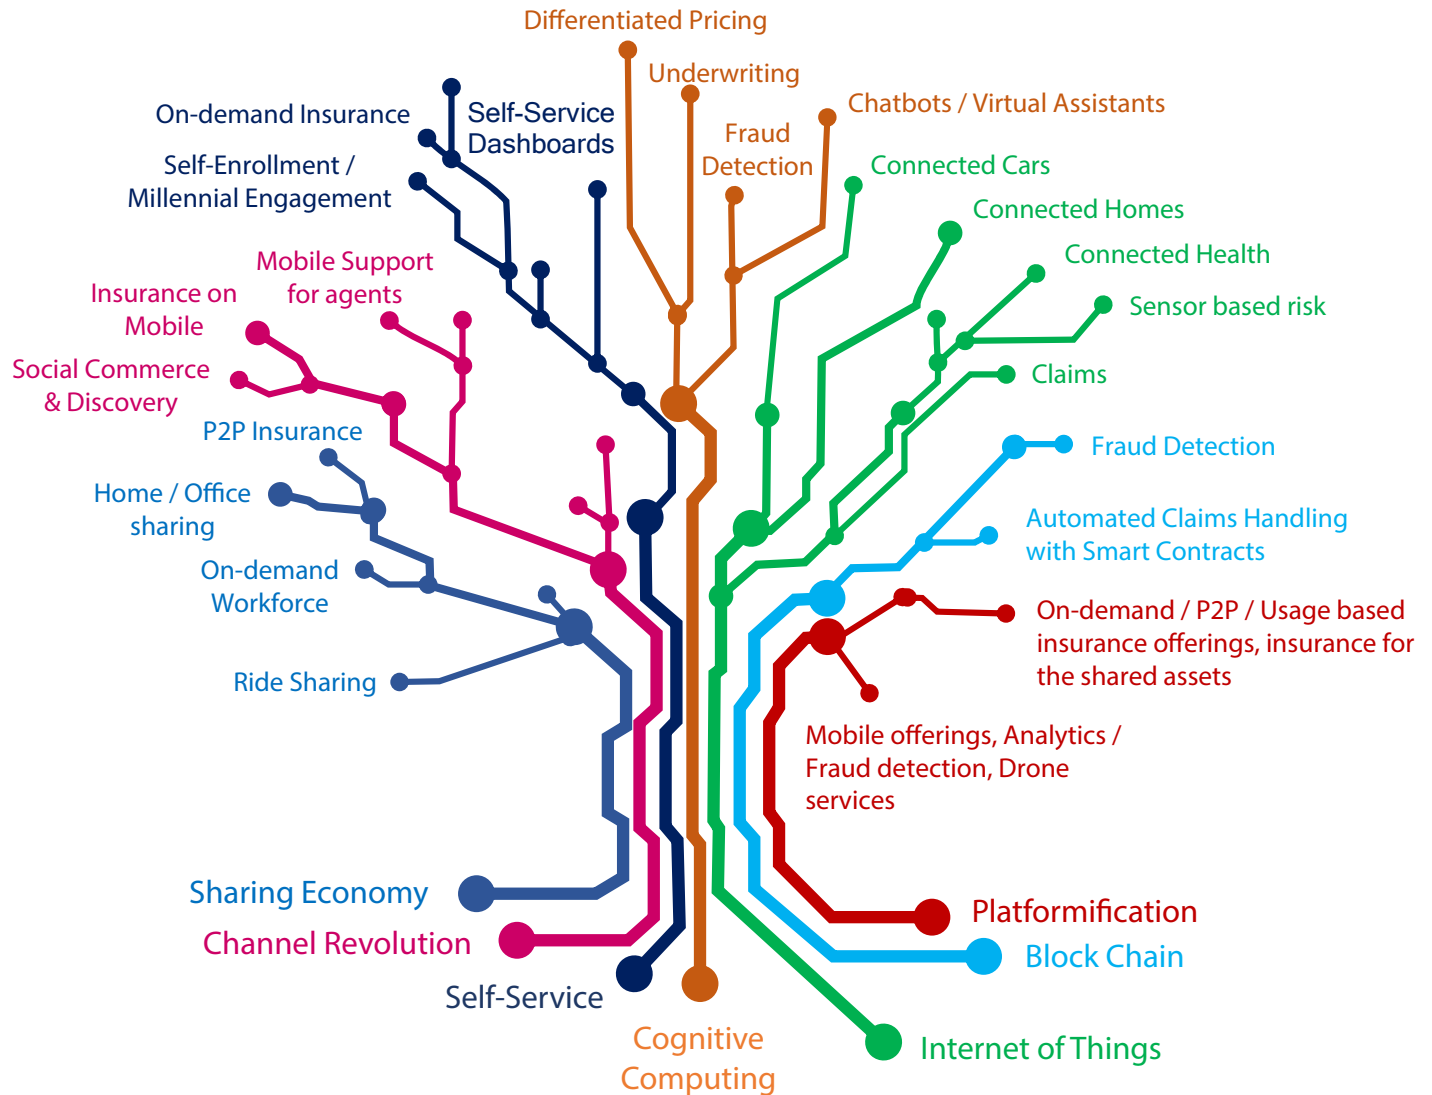 Differentiated Pricing
Underwriting
Chatbots / Virtual Assistants
On-demand Insurance
Self-Service
Dashboards
Fraud
Detection
Self-Enrollment /
Millennial Engagement
Connected Cars
Connected Homes
Mobile Support
for agents
Connected Health
Insurance on
Mobile
Sensor based risk
Social Commerce
& Discovery
Claims
P2P Insurance
Fraud Detection
Home / Office
sharing
Automated Claims Handling
with Smart Contracts
On-demand
Workforce
On-demand / P2P / Usage based
insurance offerings, insurance for
the shared assets
Ride Sharing
Mobile offerings, Analytics /
Fraud detection, Drone
services
Sharing Economy
Platformification
Channel Revolution
Block Chain
Self-Service
Cognitive
Computing
Internet of Things